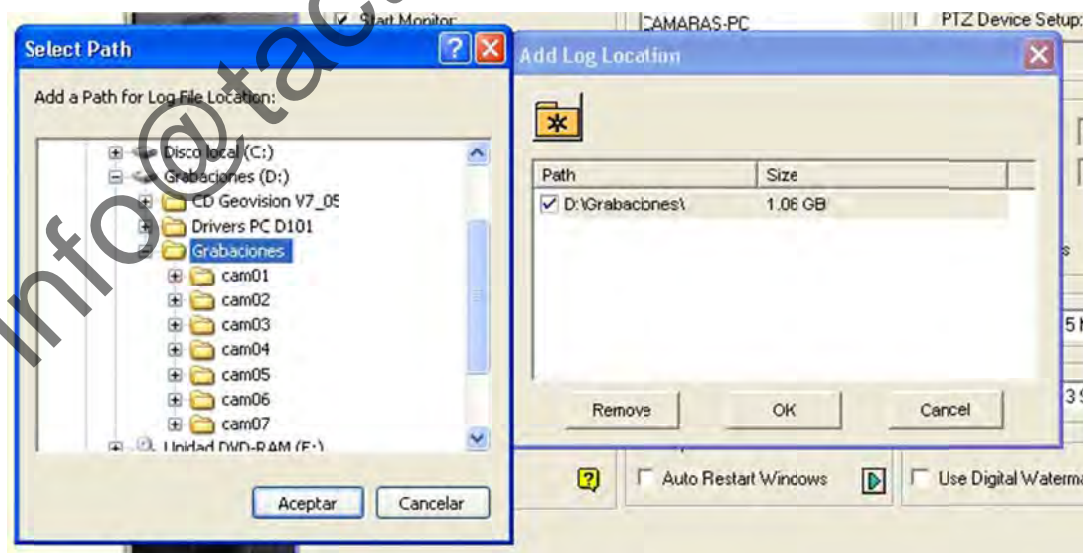 Start Monitor
CAMARAS-PC
PTZ Device Setup:
Select Path
Add a Path for Log File Location:
Disco local (C:)
Grabaciones (D:)
CD Geovision V7_05
Drivers PC D101
Grabaciones
cam01
cam02
cam03
cam04
cam05
cam06
cam07
Unidad DVD-RAM (E:)
Aceptar
Cancelar
Add Log Location
Path Size
D:\Grabaciones\ 1.06 GB
Remove OK Cancel
Auto Restart Windows
Use Digital Waterma
info@tac